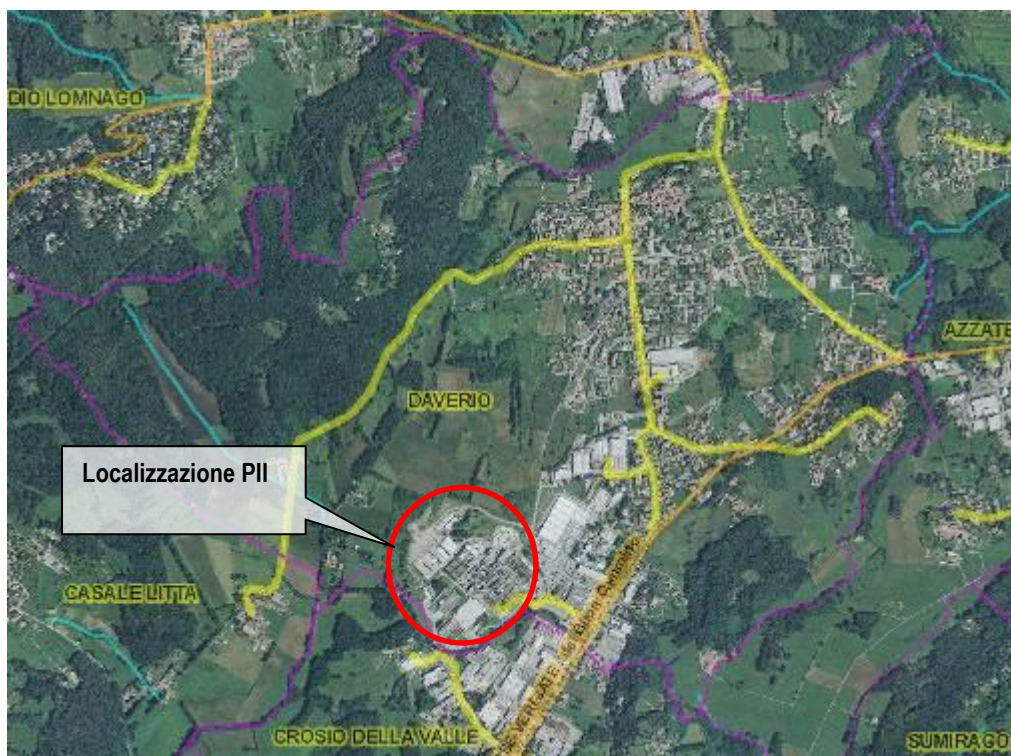 DIO LOMNAGO
AZZATE
DAVERIO
Localizzazione PII
CASALE LITTA
CROSIO DELLA VALLE
SUMIRAGO